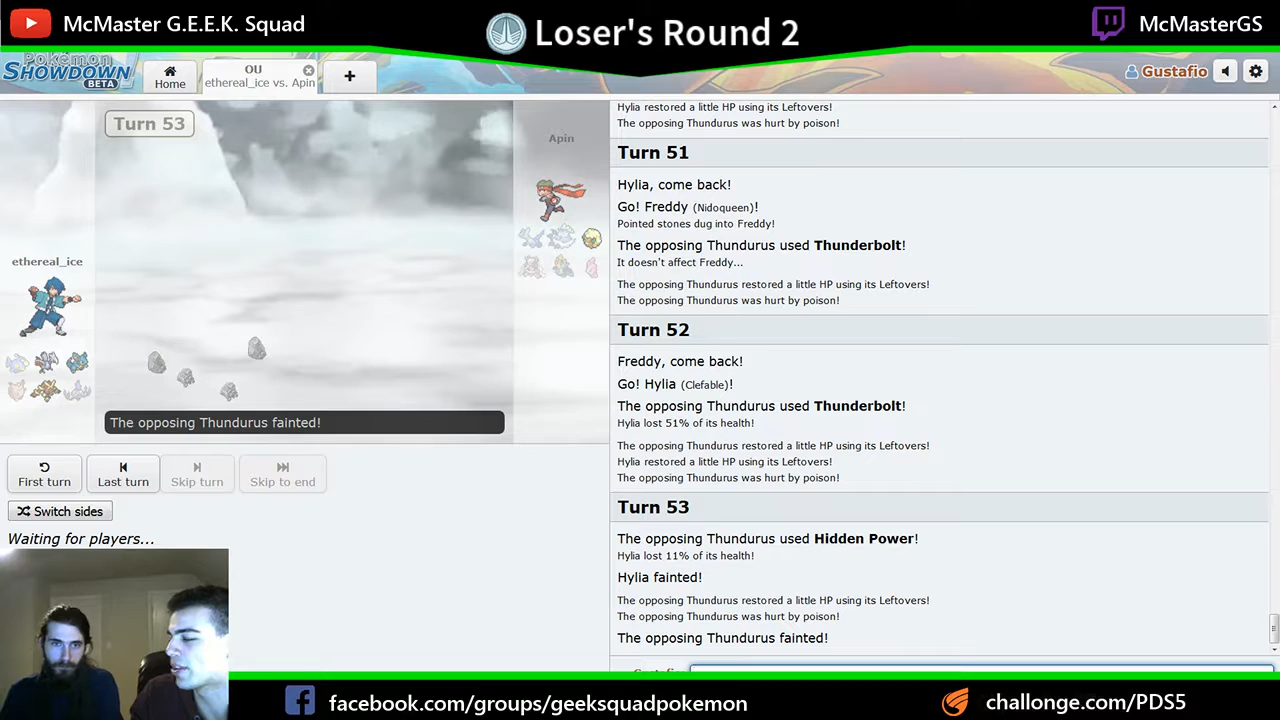 McMaster G.E.E.K. Squad
Loser's Round 2
McMasterGS
Pokémon
SHOWDOWN
BETA
Home
OU
ethereal_ice vs. Apin
+
Gustafio
Turn 53
Apin
ethereal_ice
The opposing Thundurus fainted!
First turn
Last turn
Skip turn
Skip to end
Switch sides
Waiting for players...
Hylia restored a little HP using its Leftovers!
The opposing Thundurus was hurt by poison!
Turn 51
Hylia, come back!
Go! Freddy (Nidoqueen)!
Pointed stones dug into Freddy!
The opposing Thundurus used Thunderbolt!
It doesn't affect Freddy...
The opposing Thundurus restored a little HP using its Leftovers!
The opposing Thundurus was hurt by poison!
Turn 52
Freddy, come back!
Go! Hylia (Clefable)!
The opposing Thundurus used Thunderbolt!
Hylia lost 51% of its health!
The opposing Thundurus restored a little HP using its Leftovers!
Hylia restored a little HP using its Leftovers!
The opposing Thundurus was hurt by poison!
Turn 53
The opposing Thundurus used Hidden Power!
Hylia lost 11% of its health!
Hylia fainted!
The opposing Thundurus restored a little HP using its Leftovers!
The opposing Thundurus was hurt by poison!
The opposing Thundurus fainted!
facebook.com/groups/geeksquadpokemon
challonge.com/PDS5